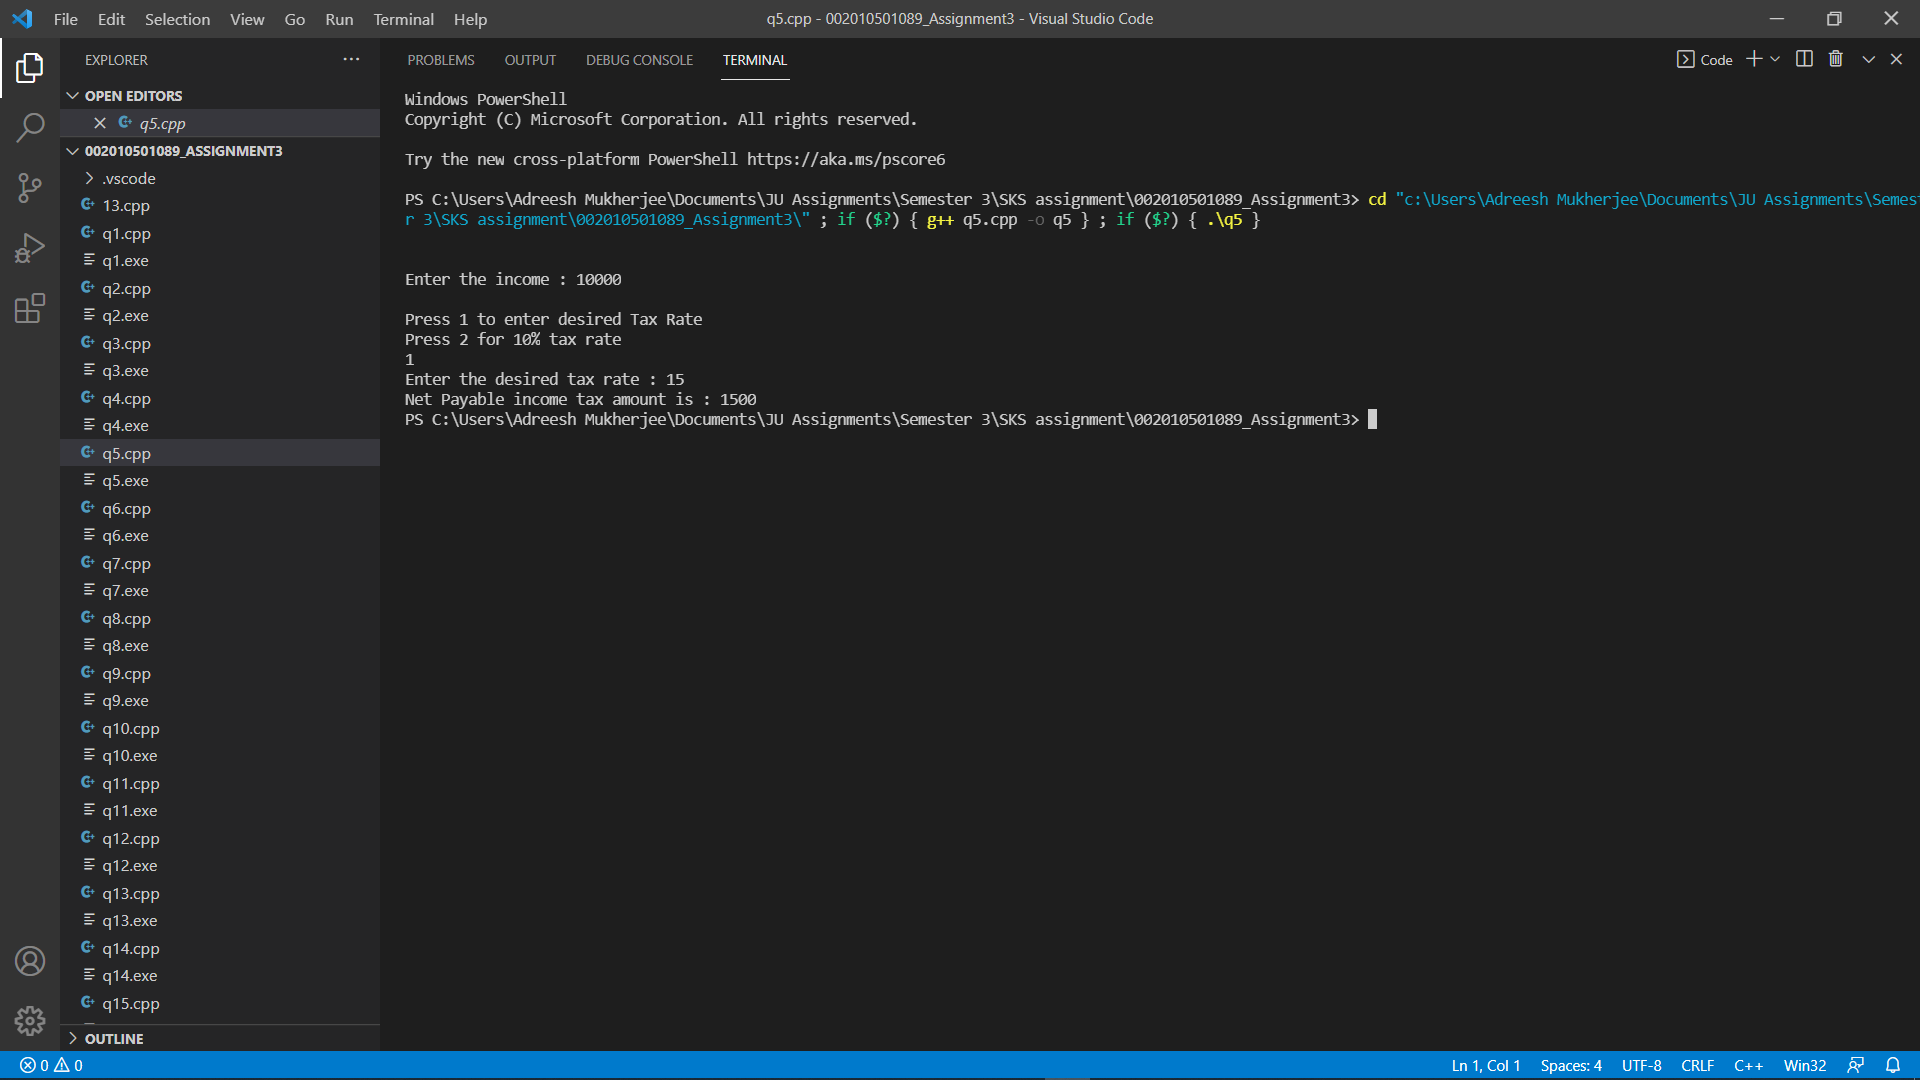 File Edit Selection View Go Run Terminal Help
q5.cpp - 002010501089_Assignment3 - Visual Studio Code
EXPLORER
PROBLEMS OUTPUT DEBUG CONSOLE TERMINAL
Code
OPEN EDITORS
q5.cpp
002010501089_ASSIGNMENT3
.vscode
13.cpp
q1.cpp
q1.exe
q2.cpp
q2.exe
q3.cpp
q3.exe
q4.cpp
q4.exe
q5.cpp
q5.exe
q6.cpp
q6.exe
q7.cpp
q7.exe
q8.cpp
q8.exe
q9.cpp
q9.exe
q10.cpp
q10.exe
q11.cpp
q11.exe
q12.cpp
q12.exe
q13.cpp
q13.exe
q14.cpp
q14.exe
q15.cpp
OUTLINE
Windows PowerShell
Copyright (C) Microsoft Corporation. All rights reserved.
Try the new cross-platform PowerShell https://aka.ms/pscore6
PS C:\Users\Adreesh Mukherjee\Documents\JU Assignments\Semester 3\SKS assignment\002010501089_Assignment3> cd "c:\Users\Adreesh Mukherjee\Documents\JU Assignments\Semest
r 3\SKS assignment\002010501089_Assignment3\" ; if ($?) { g++ q5.cpp -o q5 } ; if ($?) { .\q5 }
Enter the income : 10000
Press 1 to enter desired Tax Rate
Press 2 for 10% tax rate
1
Enter the desired tax rate : 15
Net Payable income tax amount is : 1500
PS C:\Users\Adreesh Mukherjee\Documents\JU Assignments\Semester 3\SKS assignment\002010501089_Assignment3>
0 0
Ln 1, Col 1 Spaces: 4 UTF-8 CRLF C++ Win32